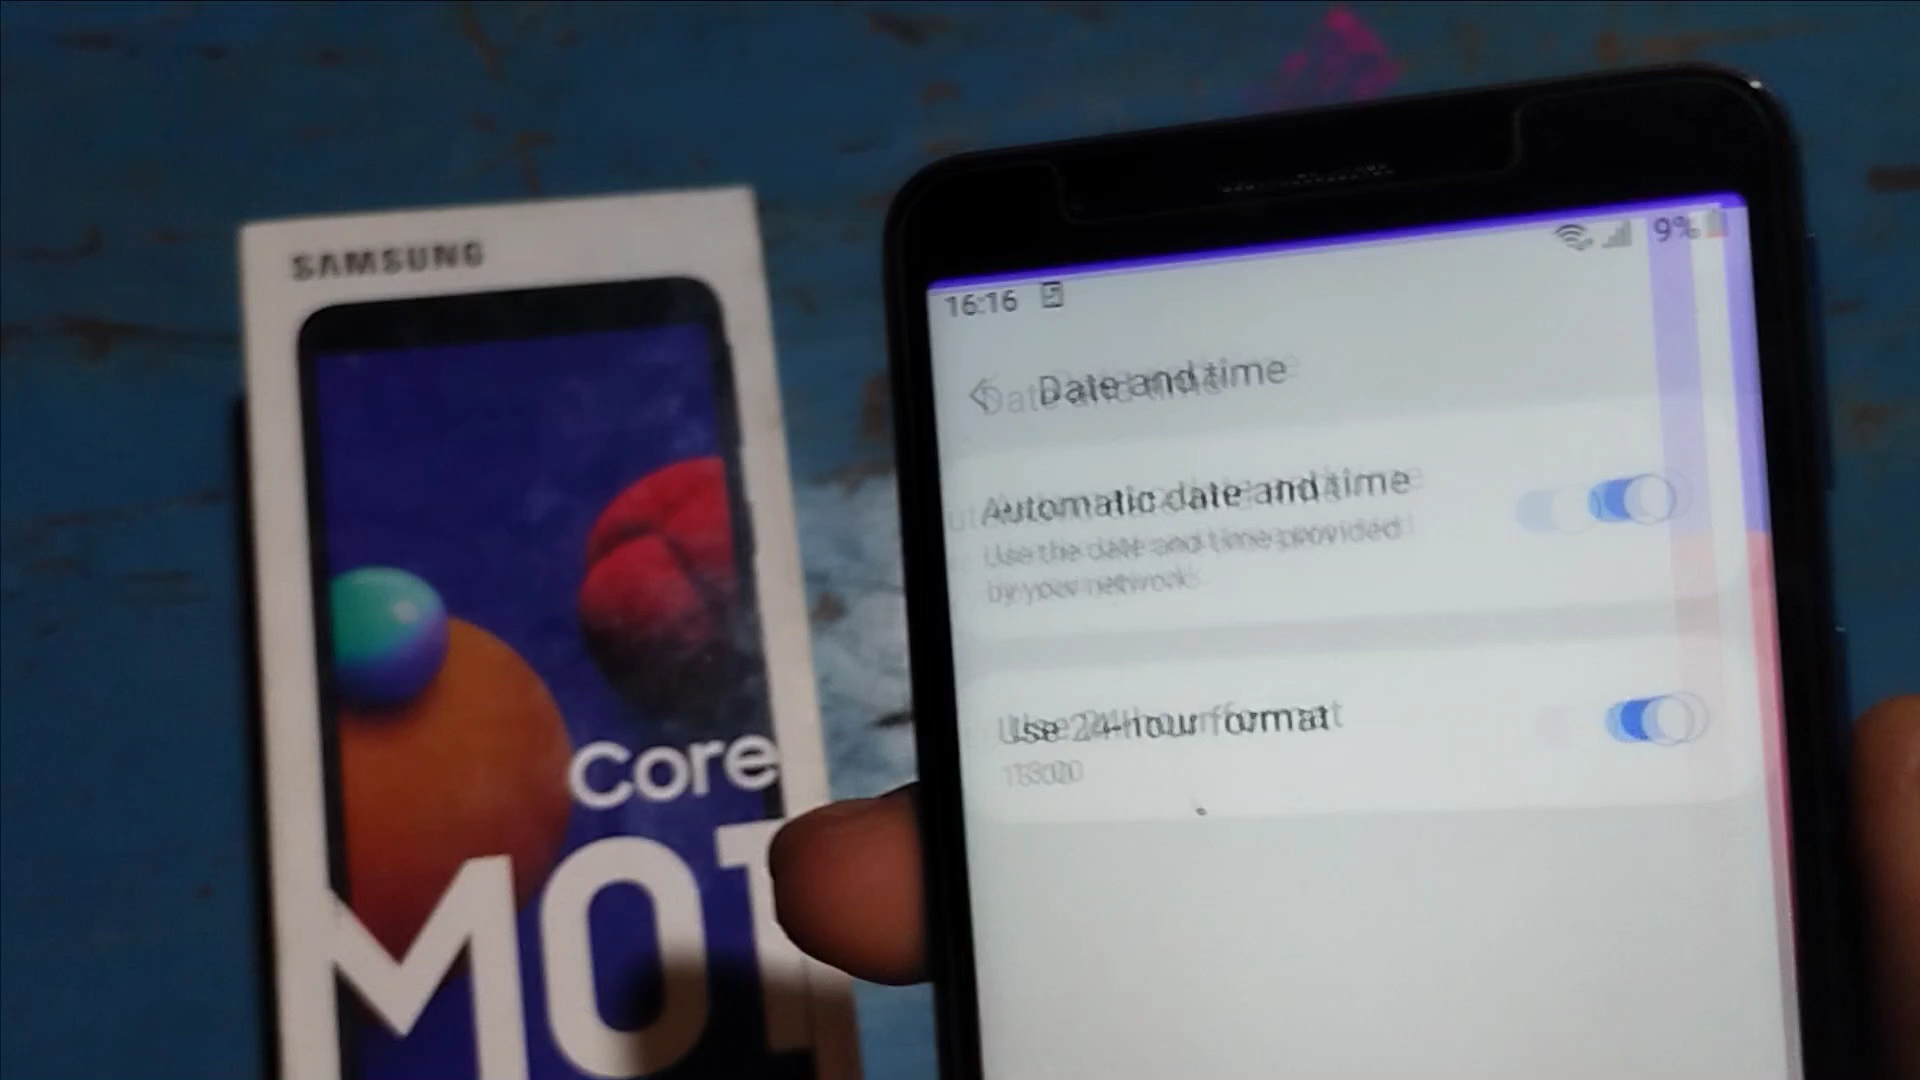 SAMSUNG
Core
M01
16:16
9%
Date and time
Automatic date and time
Use the date and time provided
by your network.
Use 24-hour format